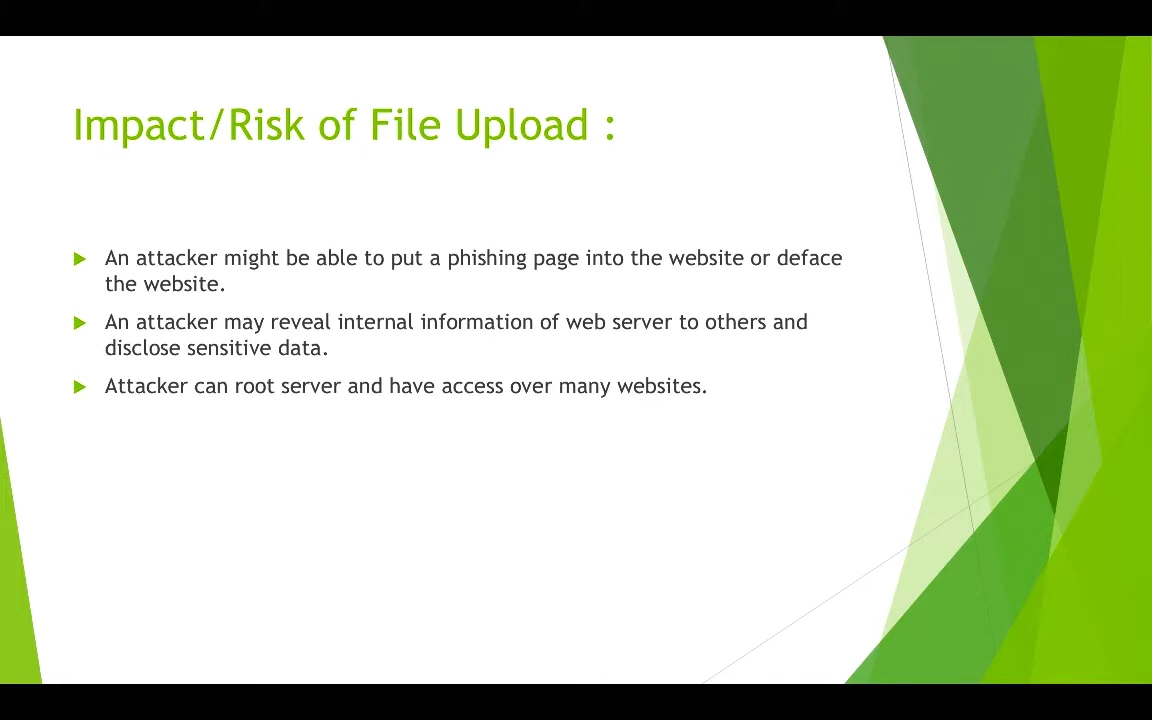 Impact/Risk of File Upload :
An attacker might be able to put a phishing page into the website or deface
the website.
An attacker may reveal internal information of web server to others and
disclose sensitive data.
Attacker can root server and have access over many websites.